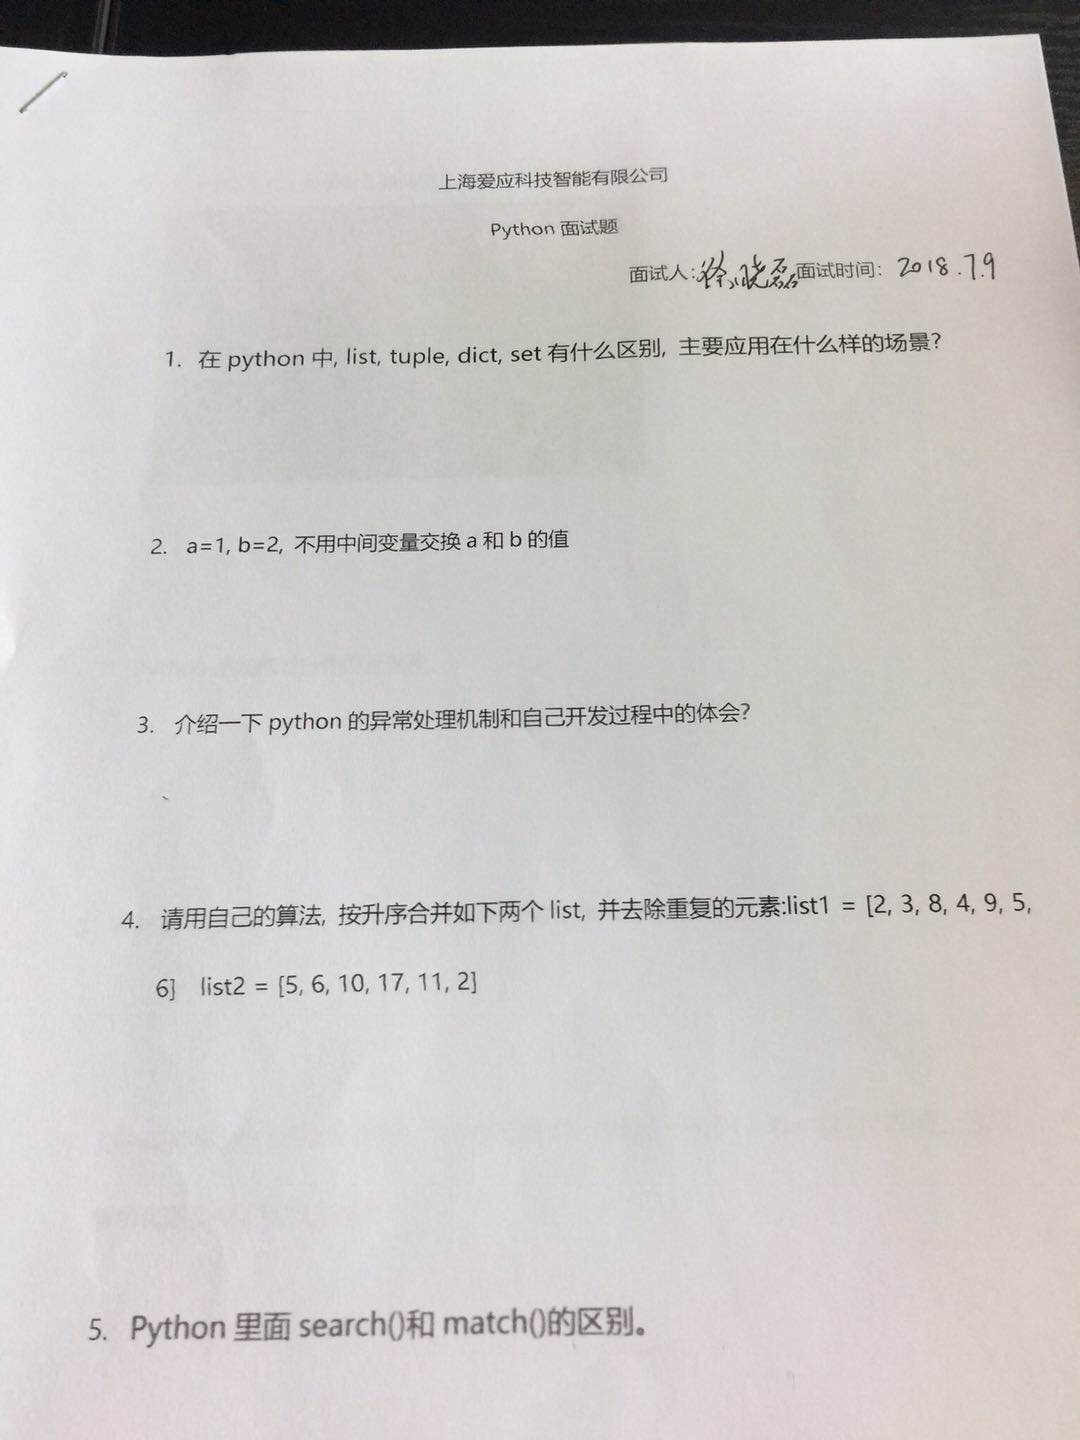 上海爱应科技智能有限公司
Python 面试题
面试人:徐晓磊面试时间: 2018.7.9
1. 在 python 中, list, tuple, dict, set 有什么区别, 主要应用在什么样的场景?
2. a=1, b=2, 不用中间变量交换 a 和 b 的值
3. 介绍一下 python 的异常处理机制和自己开发过程中的体会?
4. 请用自己的算法, 按升序合并如下两个 list, 并去除重复的元素:list1 = [2, 3, 8, 4, 9, 5,
6] list2 = [5, 6, 10, 17, 11, 2]
5. Python 里面 search()和 match()的区别。